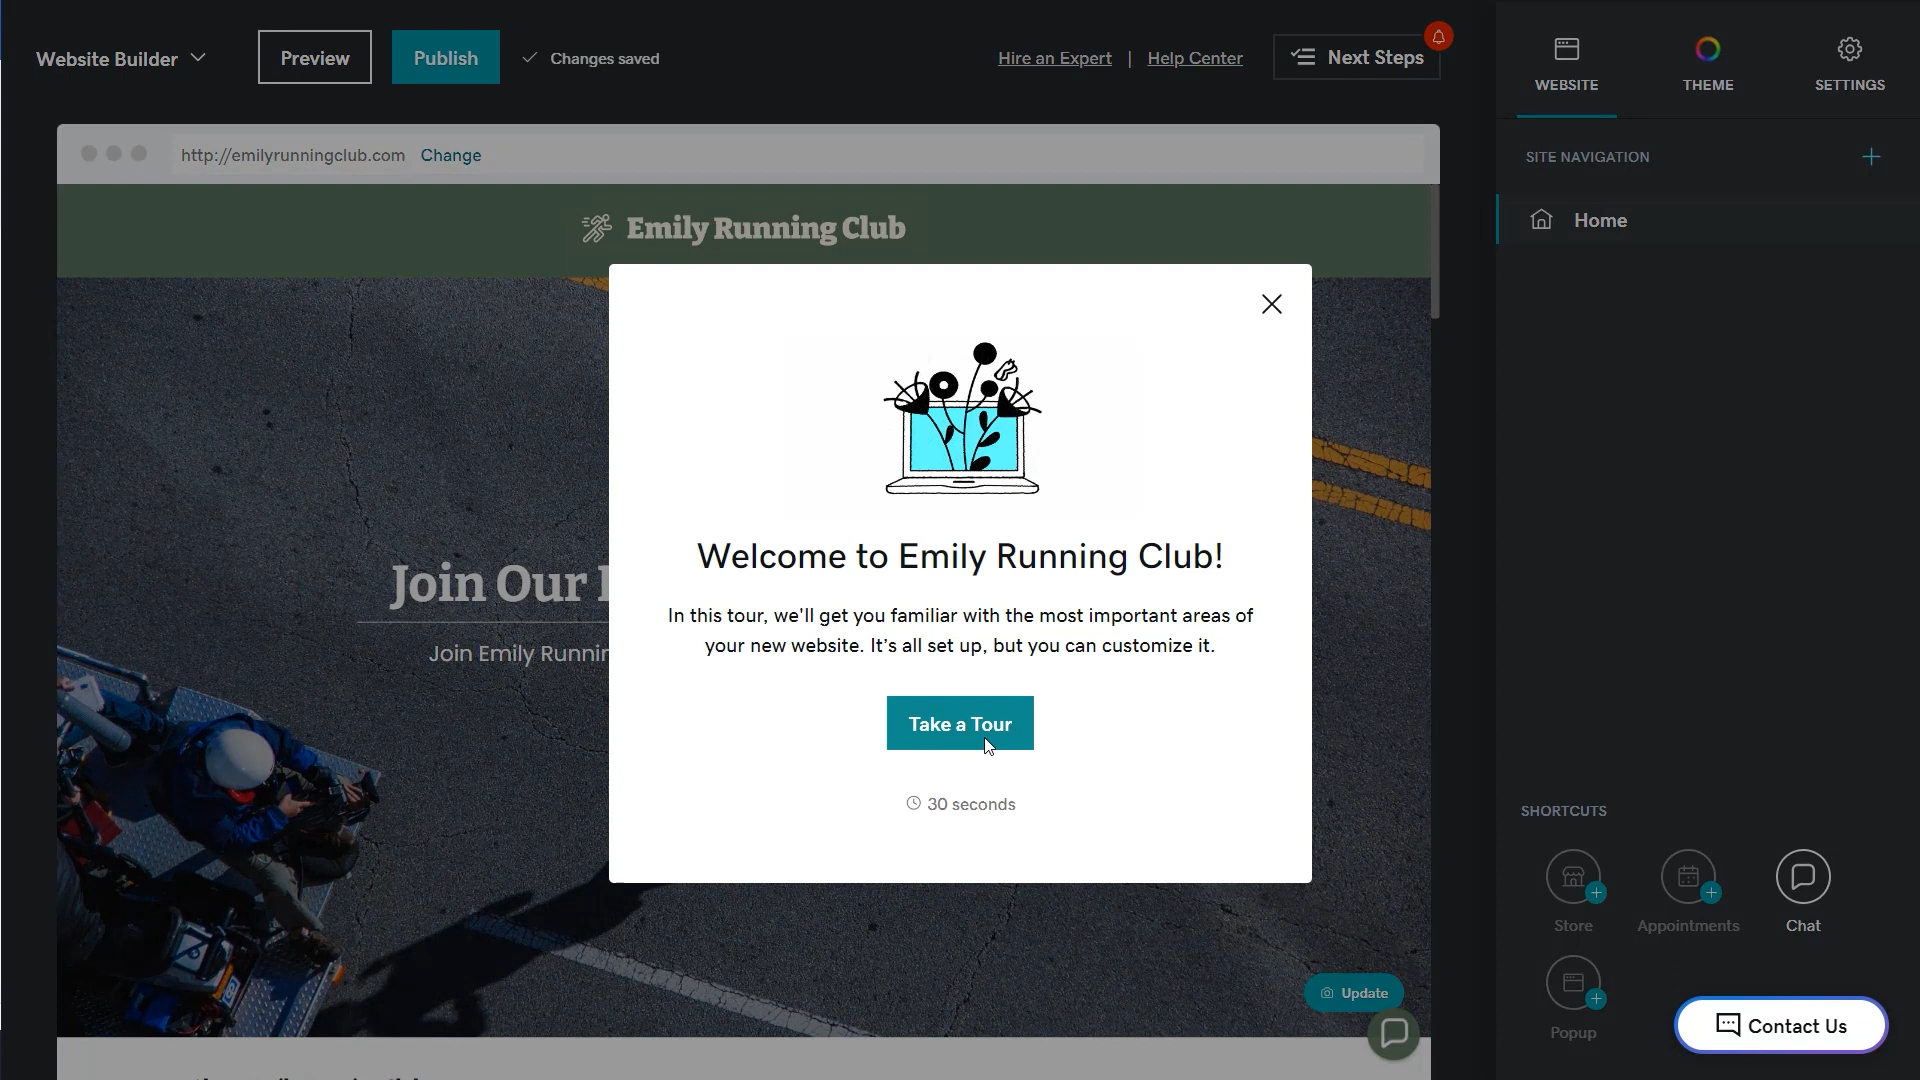 Website Builder
Preview
Publish
Changes saved
Hire an Expert | Help Center
Next Steps
WEBSITE
THEME
SETTINGS
http://emilyrunningclub.com Change
SITE NAVIGATION
Home
Emily Running Club
Join Our
Join Emily
Welcome to Emily Running Club!
In this tour, we'll get you familiar with the most important areas of
your new website. It’s all set up, but you can customize it.
Take a Tour
30 seconds
SHORTCUTS
Store
Appointments
Chat
Update
Popup
Contact Us